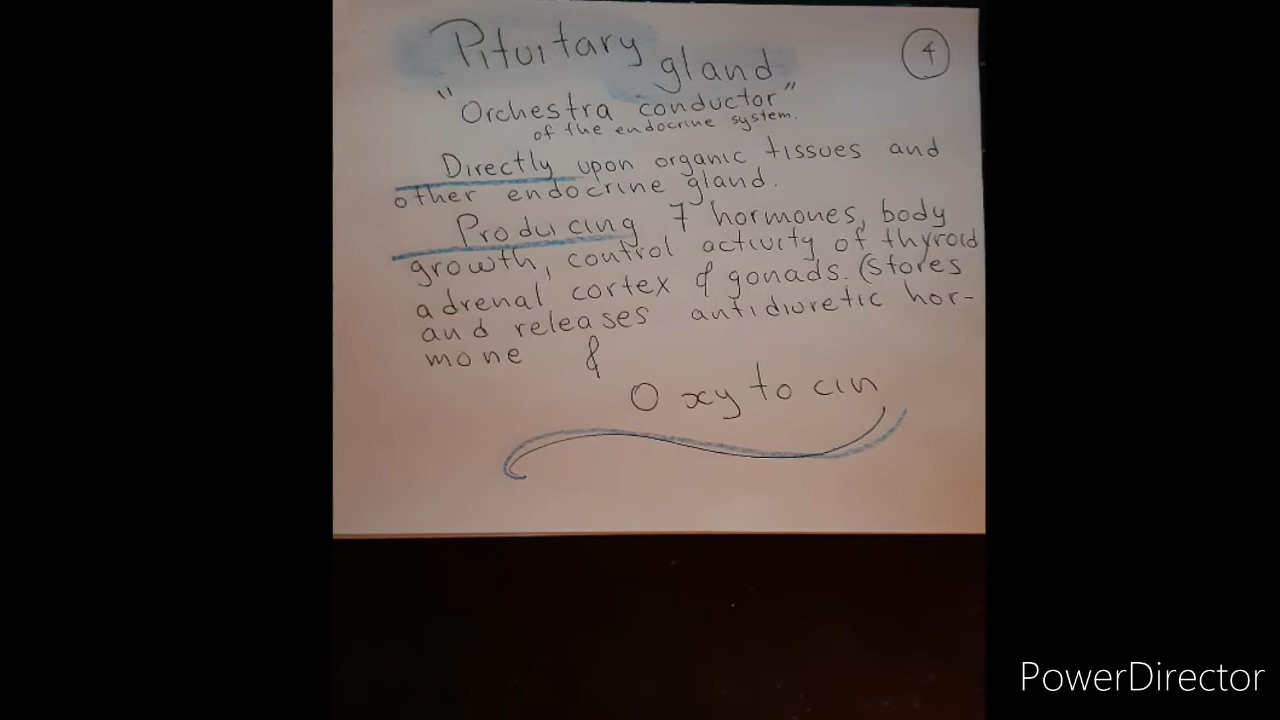 Pituitary
gland
4
"Orchestra conductor"
of the endocrine system.
Directly upon organic tissues and
other endocrine gland.
Producing 7 hormones, body
growth, control activity of thyroid
adrenal cortex & gonads. (stores
and releases antidiuretic hor-
mone &
Oxytocin
PowerDirector